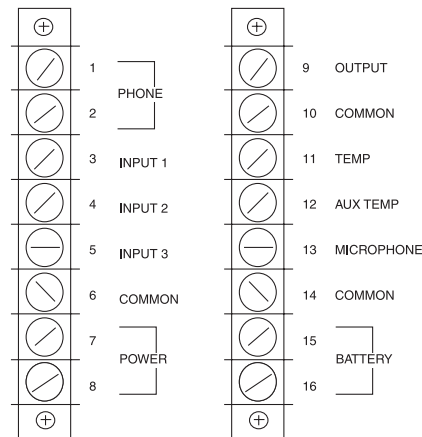 1
PHONE
2
3 INPUT 1
4 INPUT 2
5 INPUT 3
6 COMMON
7
POWER
8
9 OUTPUT
10 COMMON
11 TEMP
12 AUX TEMP
13 MICROPHONE
14 COMMON
15
BATTERY
16